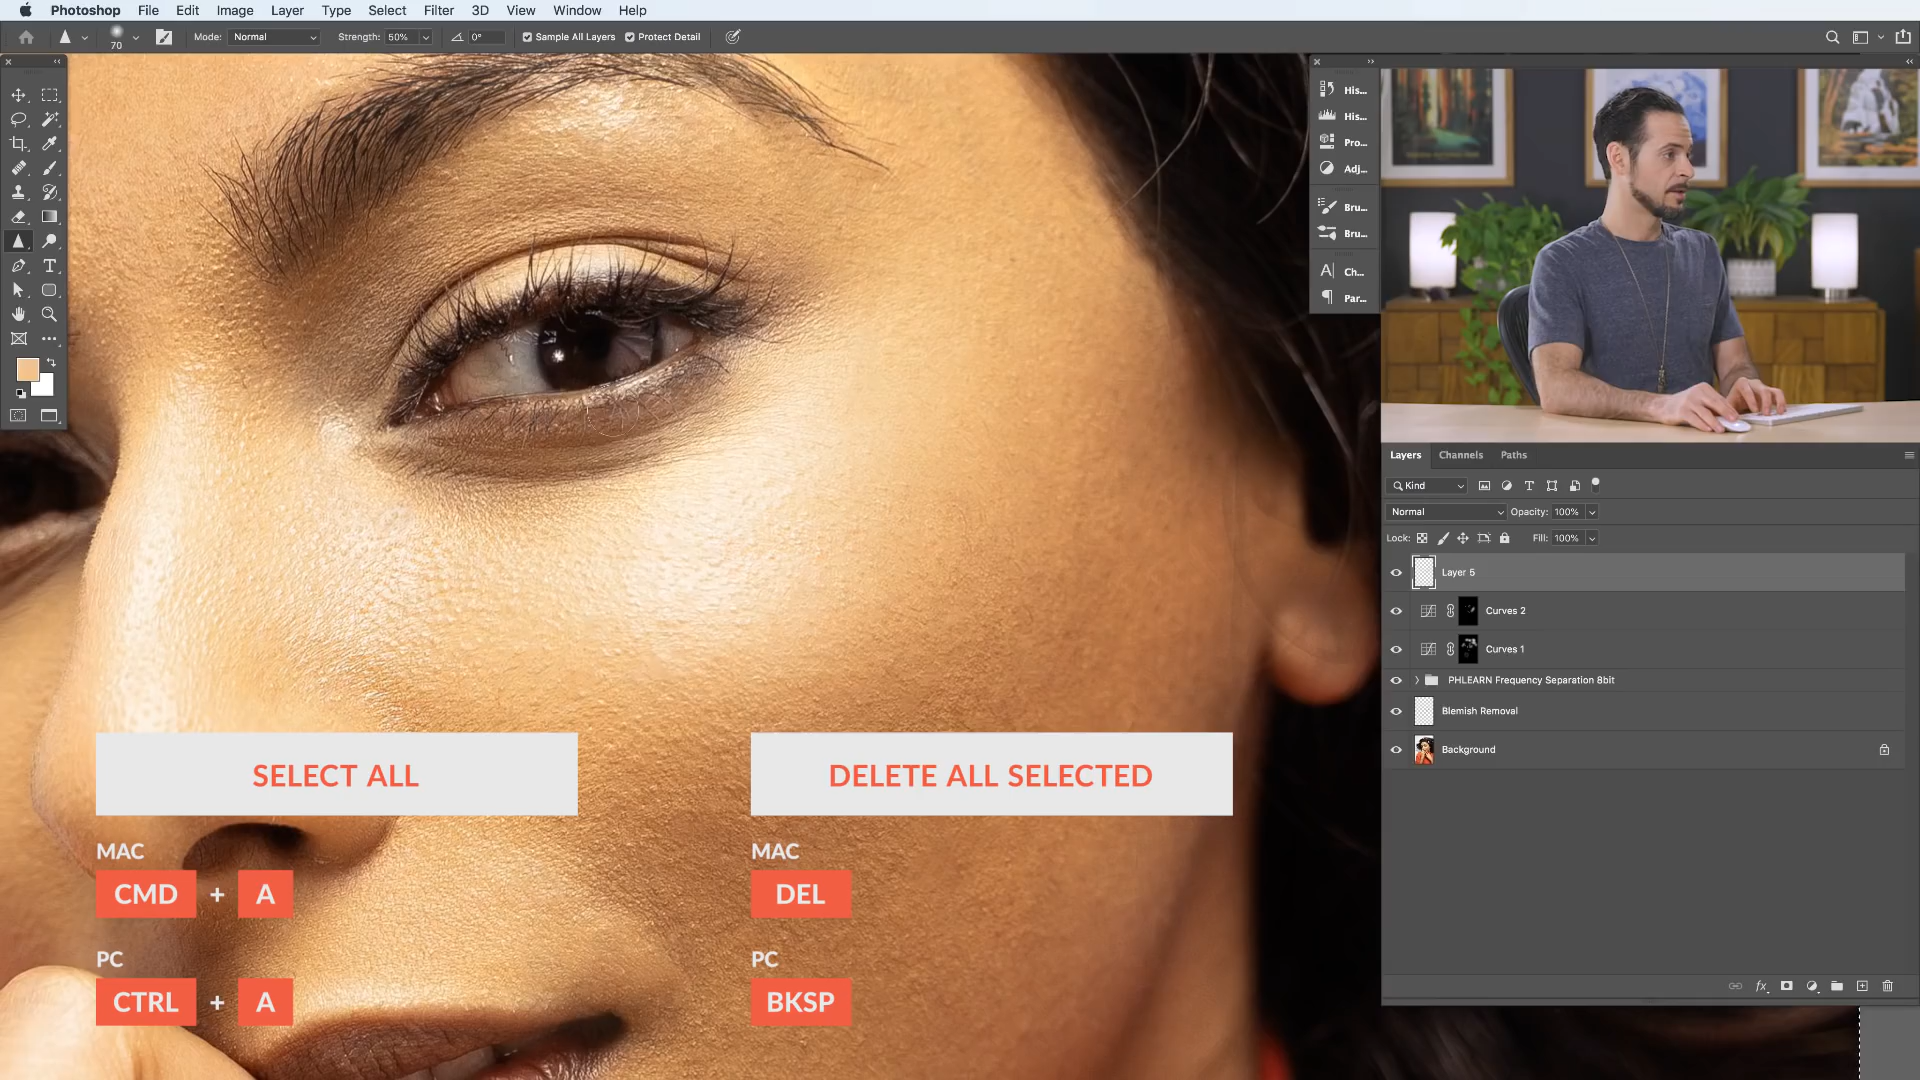 Photoshop File Edit Image Layer Type Select Filter 3D View Window Help
70 Mode: Normal Strength: 50% 0° Sample All Layers Protect Detail
His...
His...
Pro...
Adj...
Bru...
Bru...
Ch...
Par...
Layers Channels Paths
Kind
Normal Opacity: 100%
Lock: Fill: 100%
Layer 5
Curves 2
Curves 1
PHLEARN Frequency Separation 8bit
Blemish Removal
Background
fx
SELECT ALL
MAC
CMD + A
PC
CTRL + A
DELETE ALL SELECTED
MAC
DEL
PC
BKSP